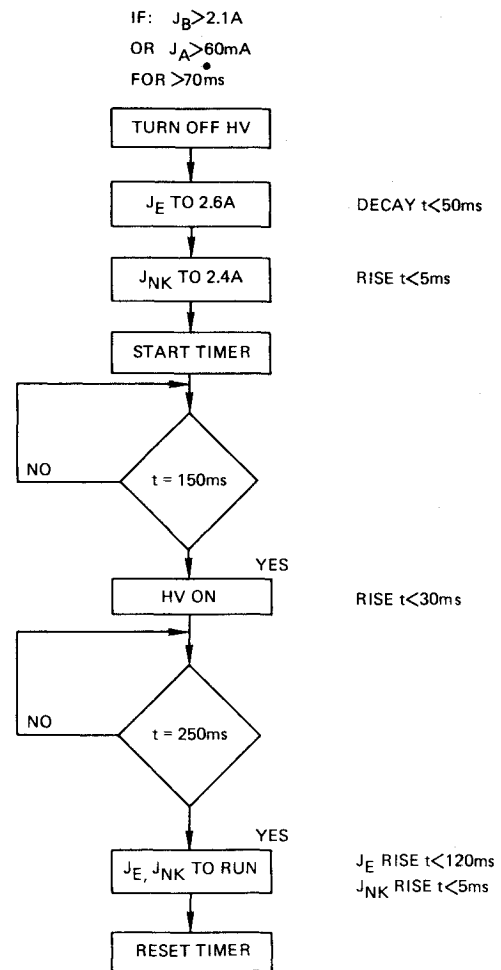 IF: J_B>2.1A
OR J_A>60mA
FOR >70ms
TURN OFF HV
J_E TO 2.6A
DECAY t<50ms
J_NK TO 2.4A
RISE t<5ms
START TIMER
NO
t = 150ms
YES
HV ON
RISE t<30ms
NO
t = 250ms
YES
J_E, J_NK TO RUN
J_E RISE t<120ms
J_NK RISE t<5ms
RESET TIMER